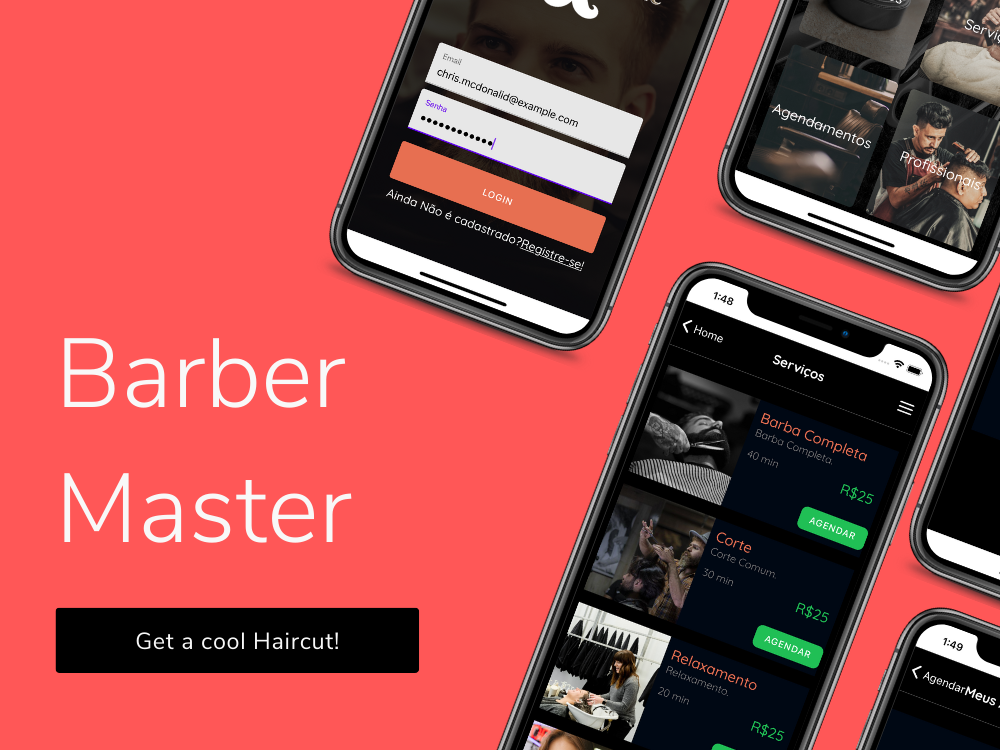 Email
chris.mcdonalid@example.com
Senha
LOGIN
Ainda Não é cadastrado?Registre-se!
Agendamentos
Profissionais
Barber
Master
Get a cool Haircut!
1:48
Home
Serviços
Barba Completa
Barba Completa.
40 min
R$25
AGENDAR
Corte
Corte Comum.
30 min
R$25
AGENDAR
Relaxamento
Relaxamento.
20 min
R$25
1:49
AgendarMeus